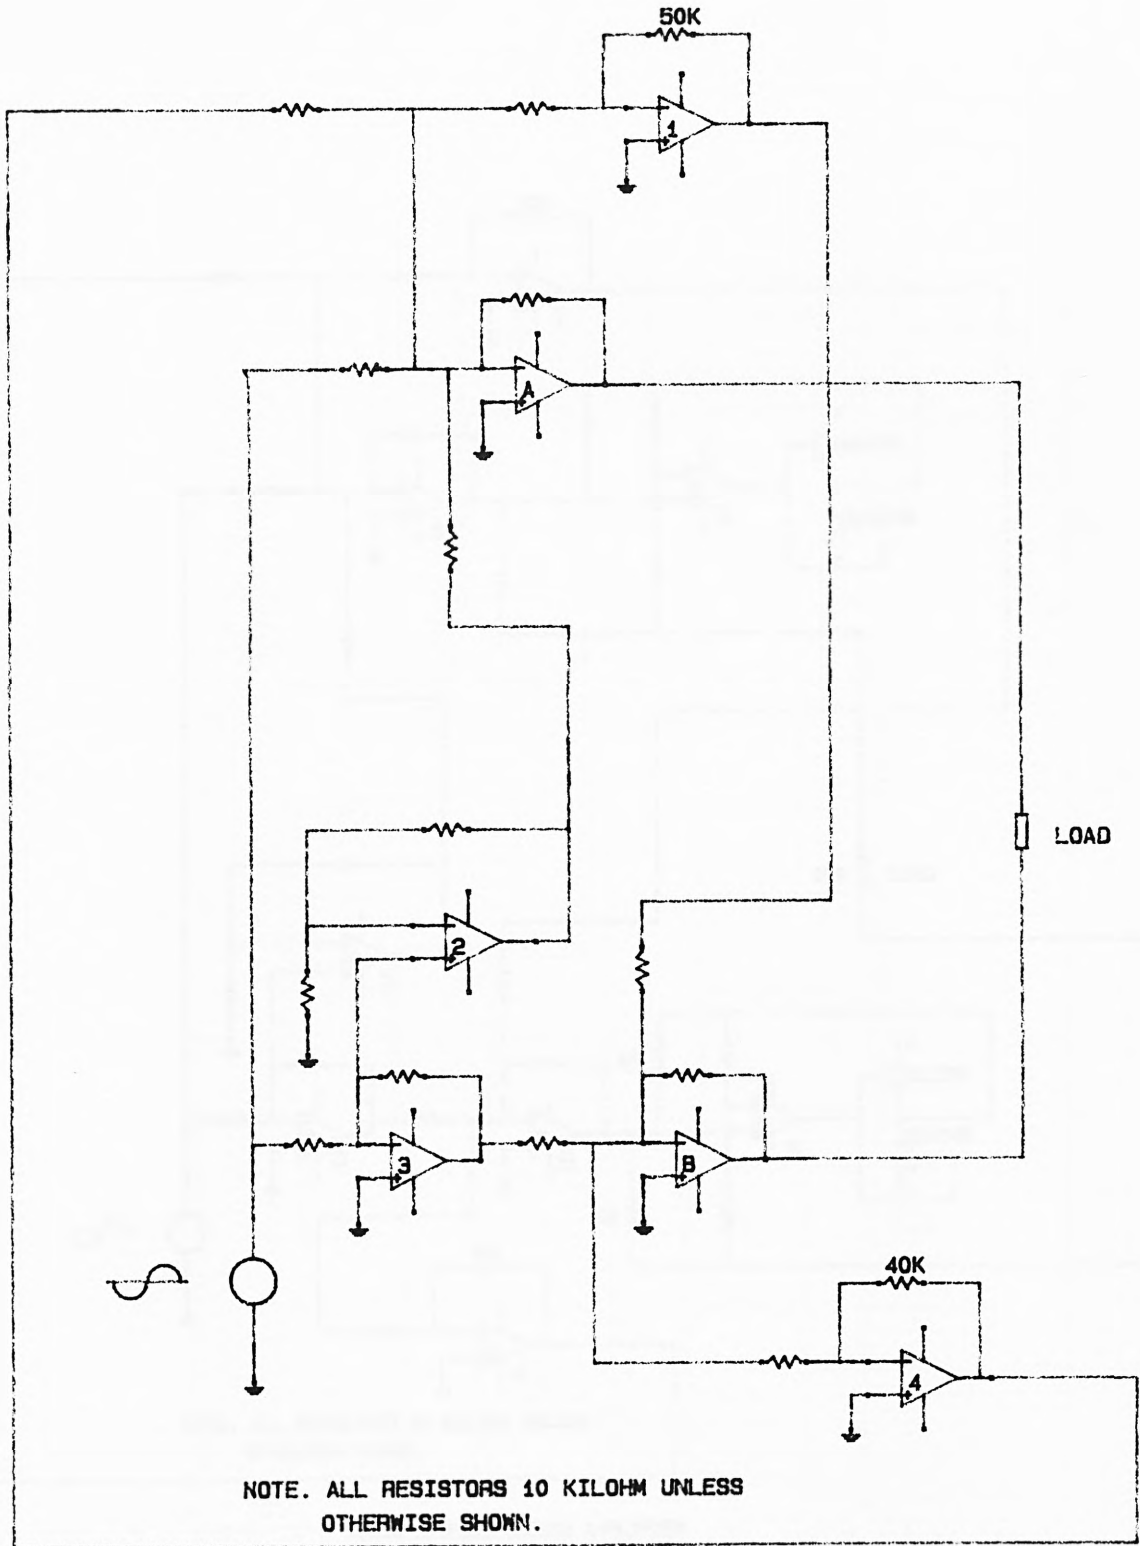 50K
1
A
LOAD
2
3
B
40K
4
NOTE. ALL RESISTORS 10 KILOHM UNLESS
OTHERWISE SHOWN.